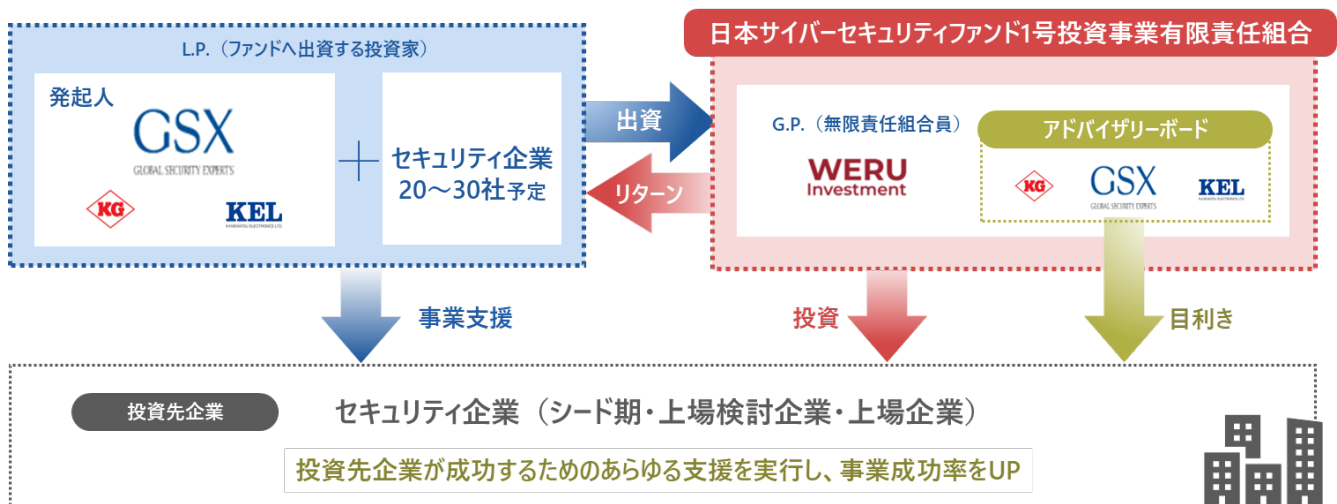 L.P.（ファンドへ出資する投資家）
発起人
GSX
GLOBAL SECURITY EXPERTS
KG
KEL
KANEMATSU ELECTRONICS LTD.
＋
セキュリティ企業
20～30社予定
出資
リターン
日本サイバーセキュリティファンド1号投資事業有限責任組合
G.P.（無限責任組合員）
WERU
Investment
アドバイザリーボード
KG
GSX
GLOBAL SECURITY EXPERTS
KEL
KANEMATSU ELECTRONICS LTD.
事業支援
投資
目利き
投資先企業
セキュリティ企業（シード期・上場検討企業・上場企業）
投資先企業が成功するためのあらゆる支援を実行し、事業成功率をUP